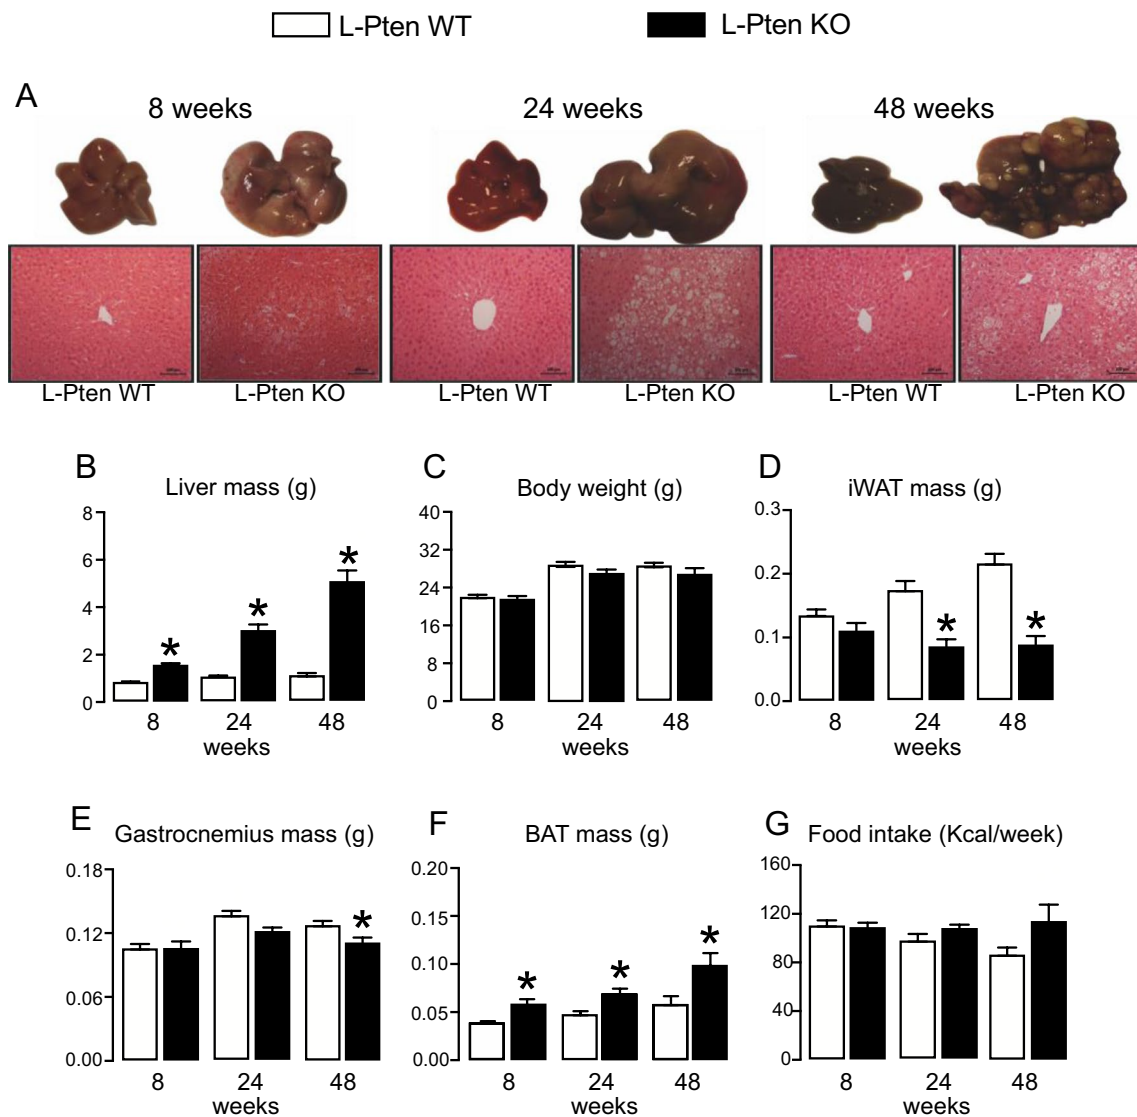 L-Pten WT L-Pten KO
A
8 weeks 24 weeks 48 weeks
L-Pten WT L-Pten KO L-Pten WT L-Pten KO L-Pten WT L-Pten KO
B
Liver mass (g)
8
6
4
2
0
* * *
8 24 48
weeks
C
Body weight (g)
40
32
24
16
8
0
8 24 48
weeks
D
iWAT mass (g)
0.3
0.2
0.1
0.0
* *
8 24 48
weeks
E
Gastrocnemius mass (g)
0.18
0.12
0.06
0.00
*
8 24 48
weeks
F
BAT mass (g)
0.20
0.15
0.10
0.05
0.00
* * *
8 24 48
weeks
G
Food intake (Kcal/week)
160
120
80
40
0
8 24 48
weeks